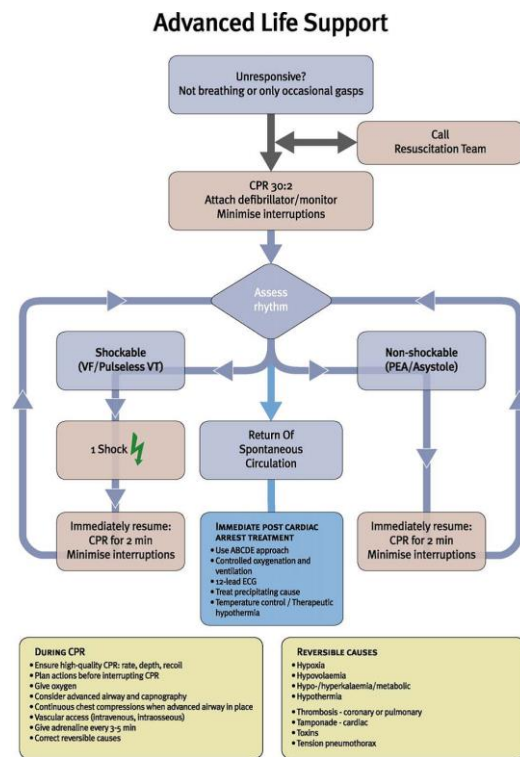 Advanced Life Support
Unresponsive?
Not breathing or only occasional gasps
Call
Resuscitation Team
CPR 30:2
Attach defibrillator/monitor
Minimise interruptions
Assess
rhythm
Shockable
(VF/Pulseless VT)
Non-shockable
(PEA/Asystole)
1 Shock
Return Of
Spontaneous
Circulation
Immediately resume:
CPR for 2 min
Minimise interruptions
IMMEDIATE POST CARDIAC
ARREST TREATMENT
• Use ABCDE approach
• Controlled oxygenation and
ventilation
• 12-lead ECG
• Treat precipitating cause
• Temperature control / Therapeutic
hypothermia
Immediately resume:
CPR for 2 min
Minimise interruptions
DURING CPR
• Ensure high-quality CPR: rate, depth, recoil
• Plan actions before interrupting CPR
• Give oxygen
• Consider advanced airway and capnography
• Continuous chest compressions when advanced airway in place
• Vascular access (intravenous, intraosseous)
• Give adrenaline every 3-5 min
• Correct reversible causes
REVERSIBLE CAUSES
• Hypoxia
• Hypovolaemia
• Hypo-/hyperkalaemia/metabolic
• Hypothermia
• Thrombosis - coronary or pulmonary
• Tamponade - cardiac
• Toxins
• Tension pneumothorax